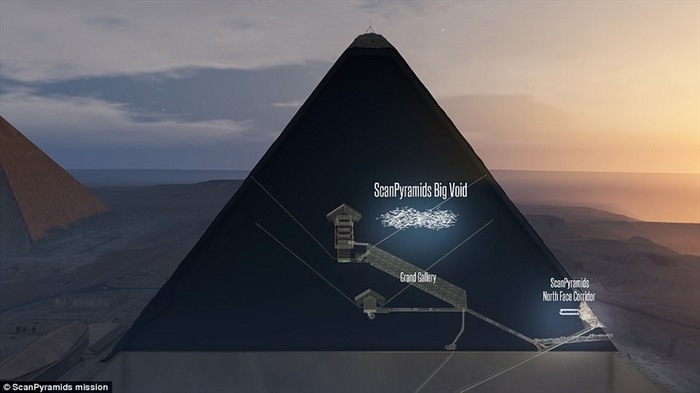 ScanPyramids Big Void
Grand Gallery
ScanPyramids
North Face Corridor
© ScanPyramids mission